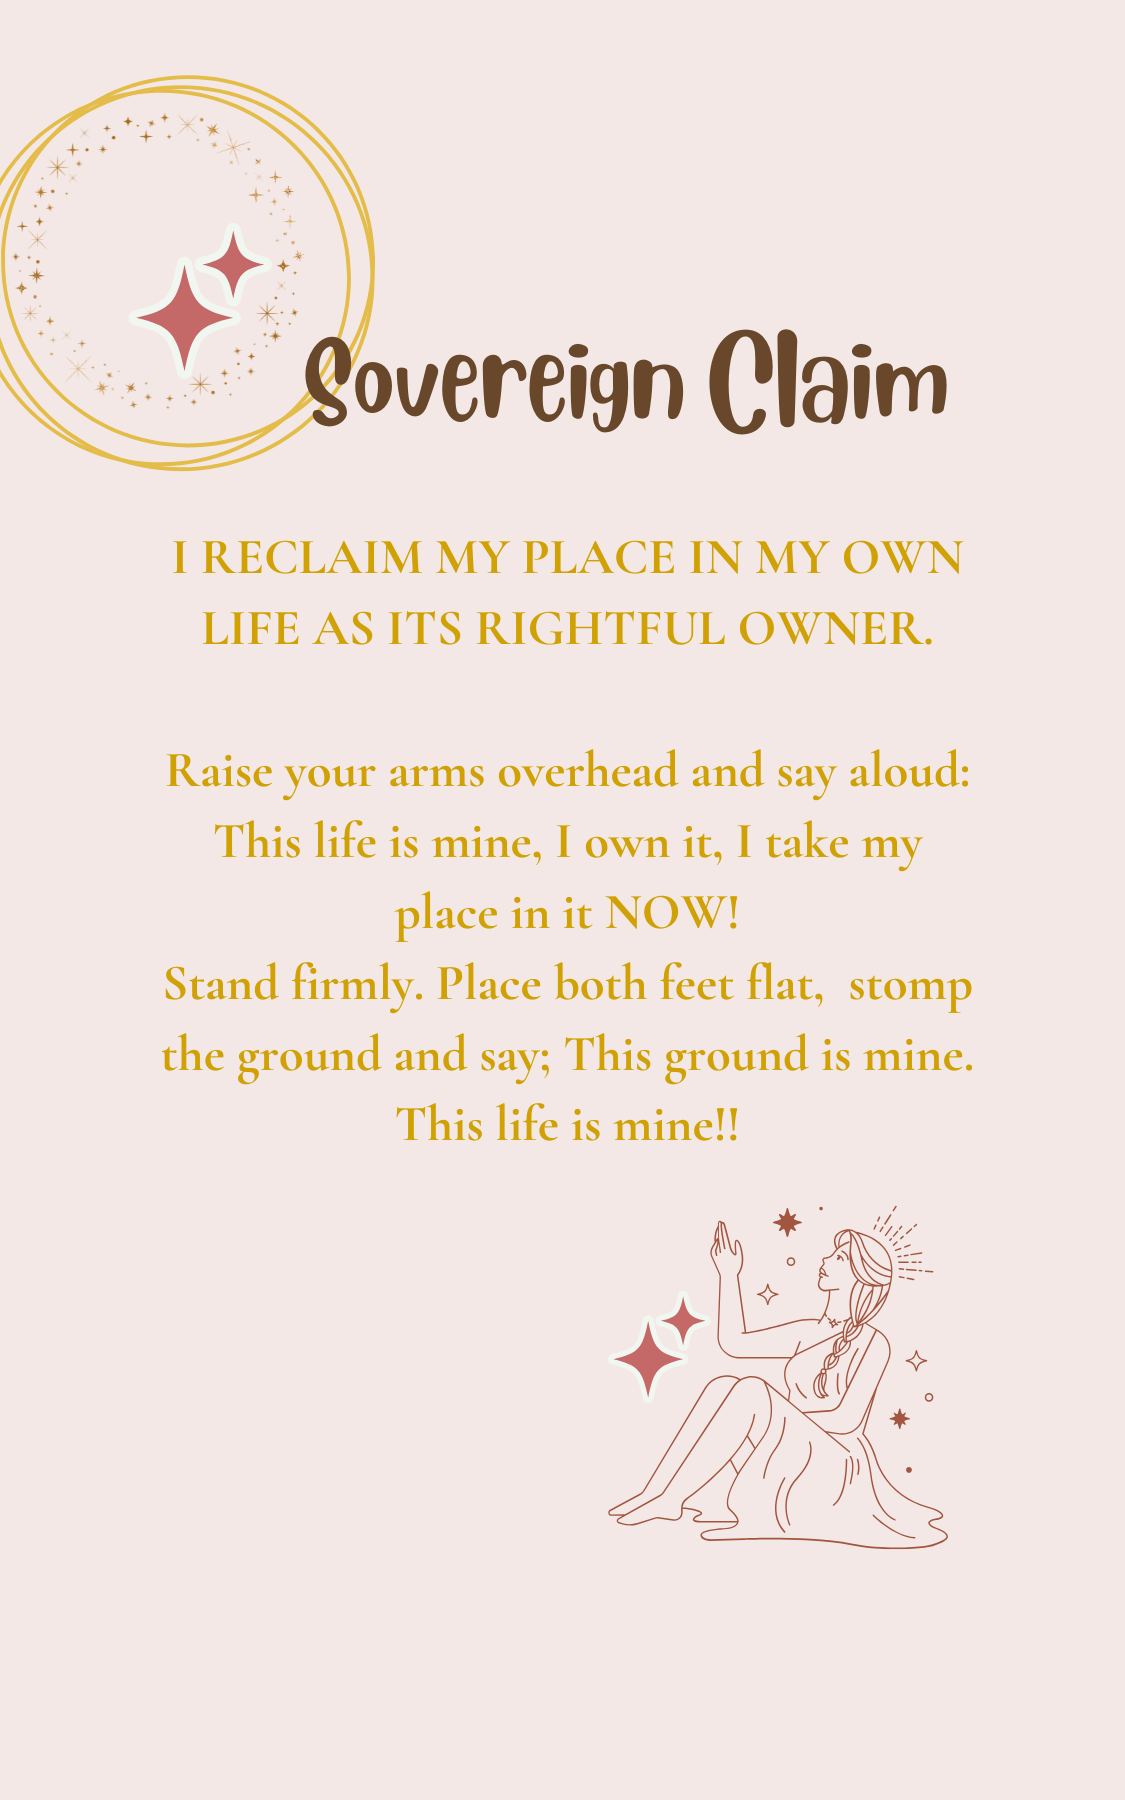 Sovereign Claim
I RECLAIM MY PLACE IN MY OWN
LIFE AS ITS RIGHTFUL OWNER.
Raise your arms overhead and say aloud:
This life is mine, I own it, I take my
place in it NOW!
Stand firmly. Place both feet flat,  stomp
the ground and say; This ground is mine.
This life is mine!!